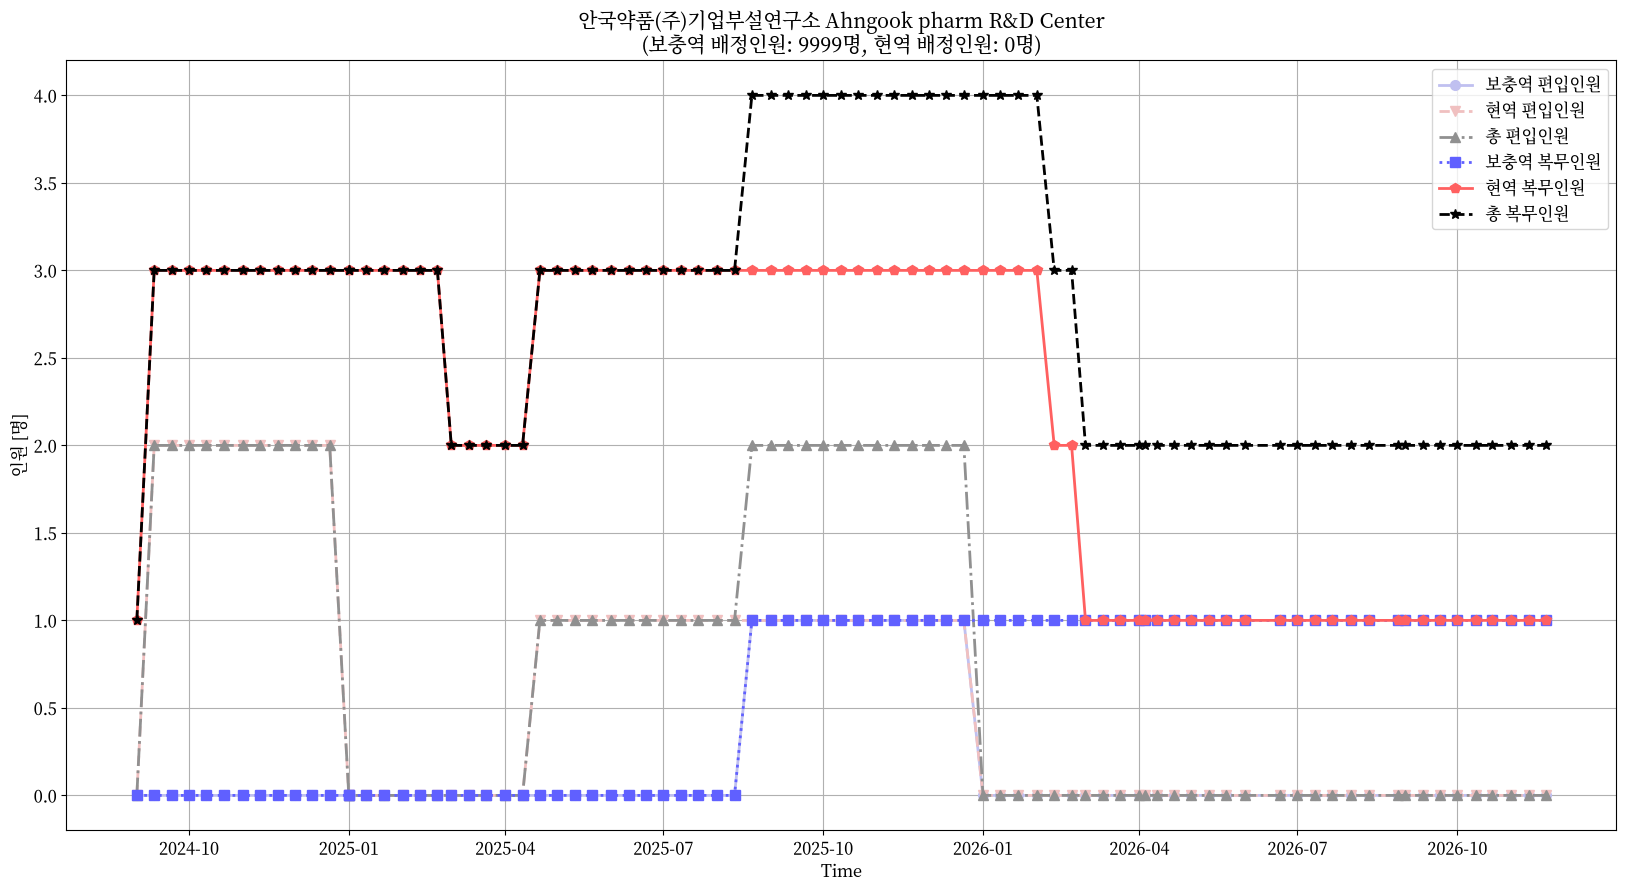 안국약품(주)기업부설연구소 Ahngook pharm R&D Center
(보충역 배정인원: 9999명, 현역 배정인원: 0명)
보충역 편입인원
현역 편입인원
총 편입인원
보충역 복무인원
현역 복무인원
총 복무인원
인원 [명]
4.0
3.5
3.0
2.5
2.0
1.5
1.0
0.5
0.0
2024-10
2025-01
2025-04
2025-07
2025-10
2026-01
2026-04
2026-07
2026-10
Time